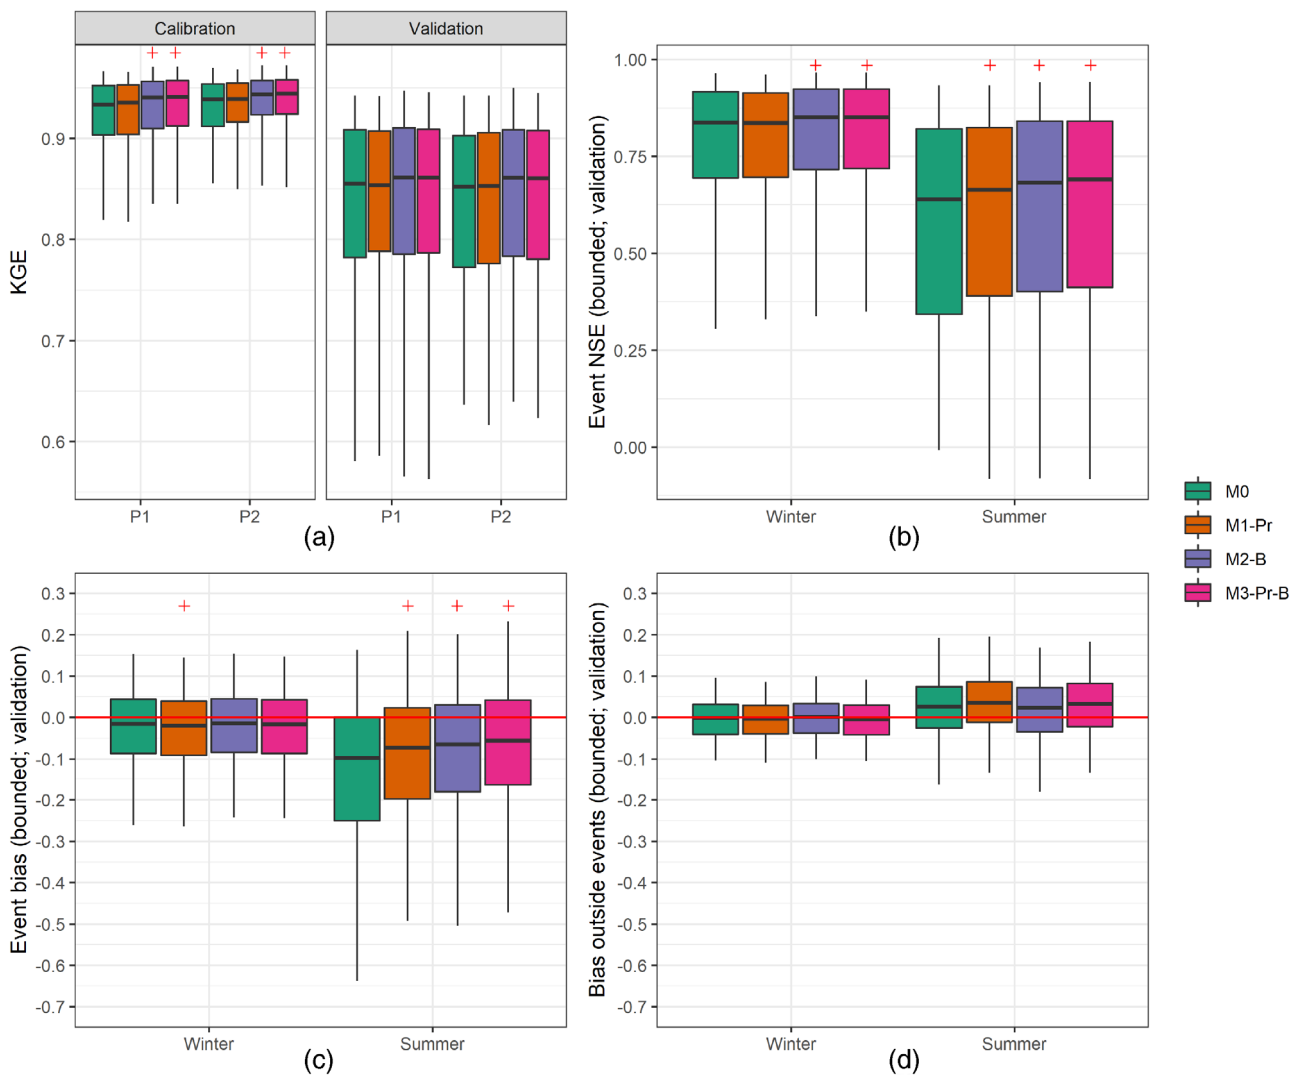 Calibration
Validation
KGE
0.9
0.8
0.7
0.6
P1
P2
P1
P2
(a)
Event NSE (bounded; validation)
1.00
0.75
0.50
0.25
0.00
Winter
Summer
(b)
M0
M1-Pr
M2-B
M3-Pr-B
Event bias (bounded; validation)
0.3
0.2
0.1
0.0
-0.1
-0.2
-0.3
-0.4
-0.5
-0.6
-0.7
Winter
Summer
(c)
Bias outside events (bounded; validation)
0.3
0.2
0.1
0.0
-0.1
-0.2
-0.3
-0.4
-0.5
-0.6
-0.7
Winter
Summer
(d)